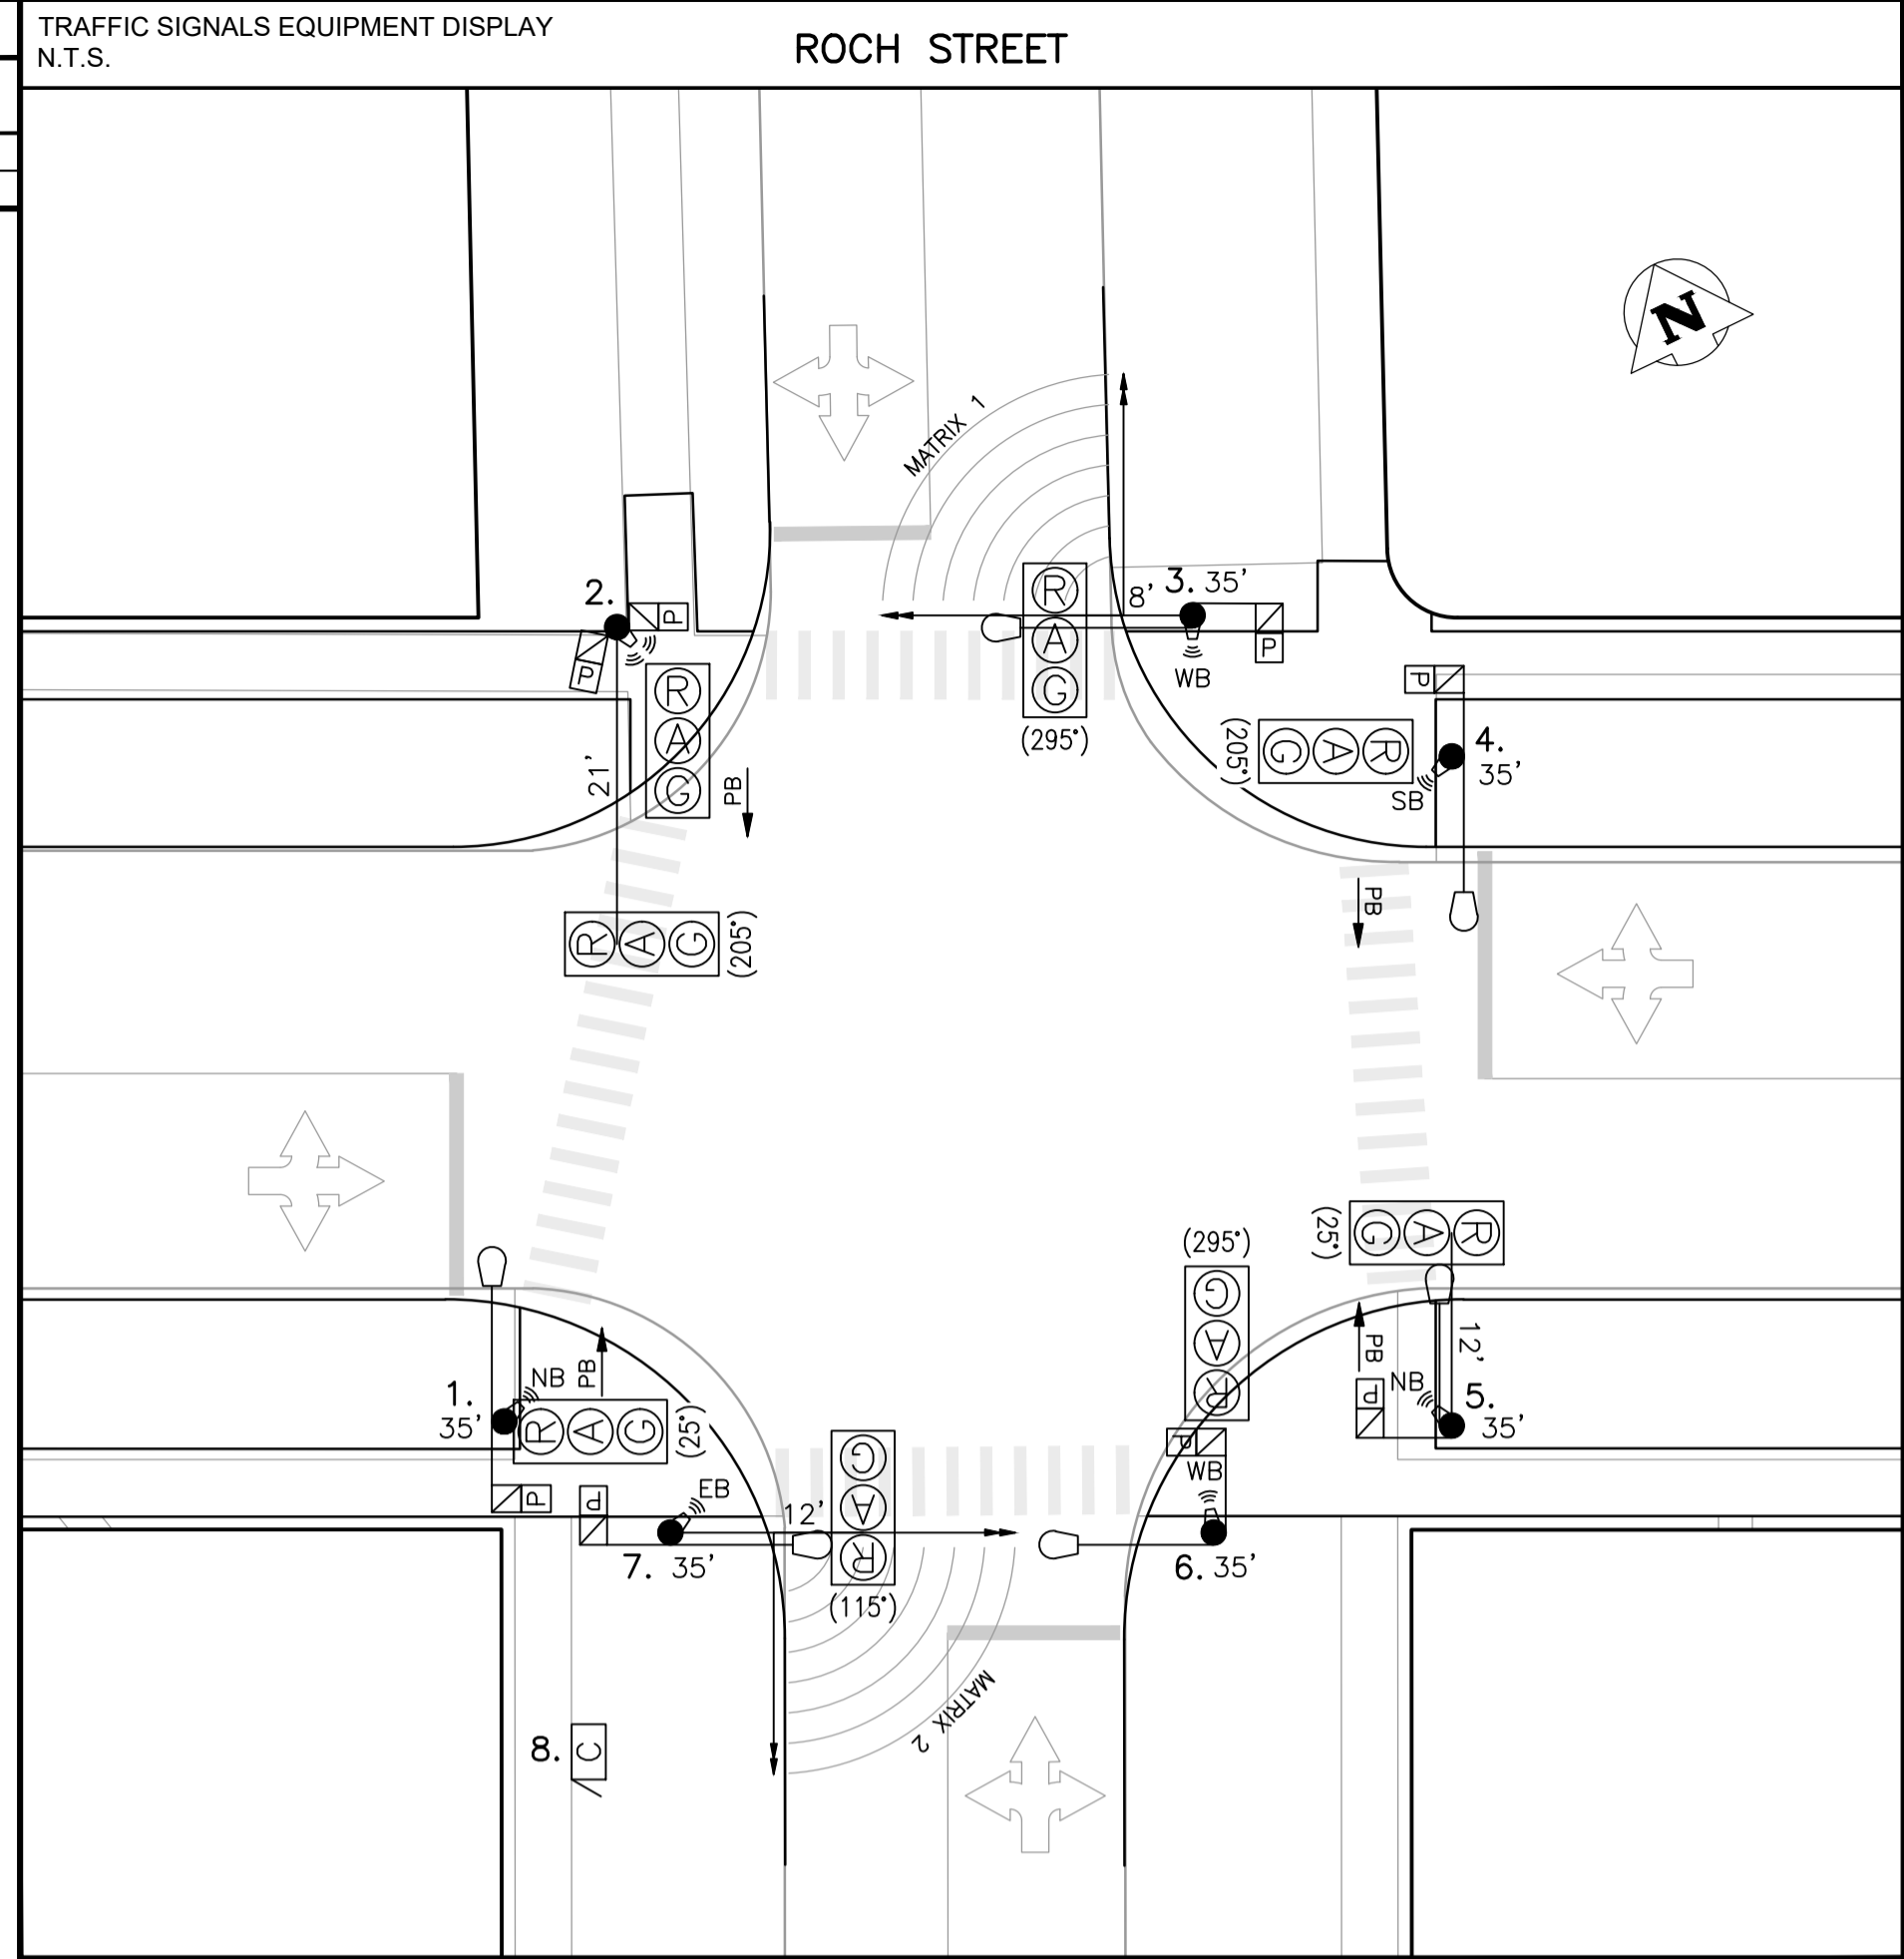 TRAFFIC SIGNALS EQUIPMENT DISPLAY
N.T.S.
ROCH STREET
N
MATRIX 1
2.
P
P
R
A
G
21'
PB
R
A
G
(295°)
8'
3. 35'
WB
P
P
R A G
(205°)
4.
35'
SB
PB
R A G
(205°)
(295°)
G
A
R
R A G
(25°)
12'
PB
NB
5.
35'
P
1.
35'
NB
PB
R A G
(25°)
P
P
EB
7. 35'
12'
G
A
R
(115°)
P
WB
6. 35'
MATRIX 2
8. C